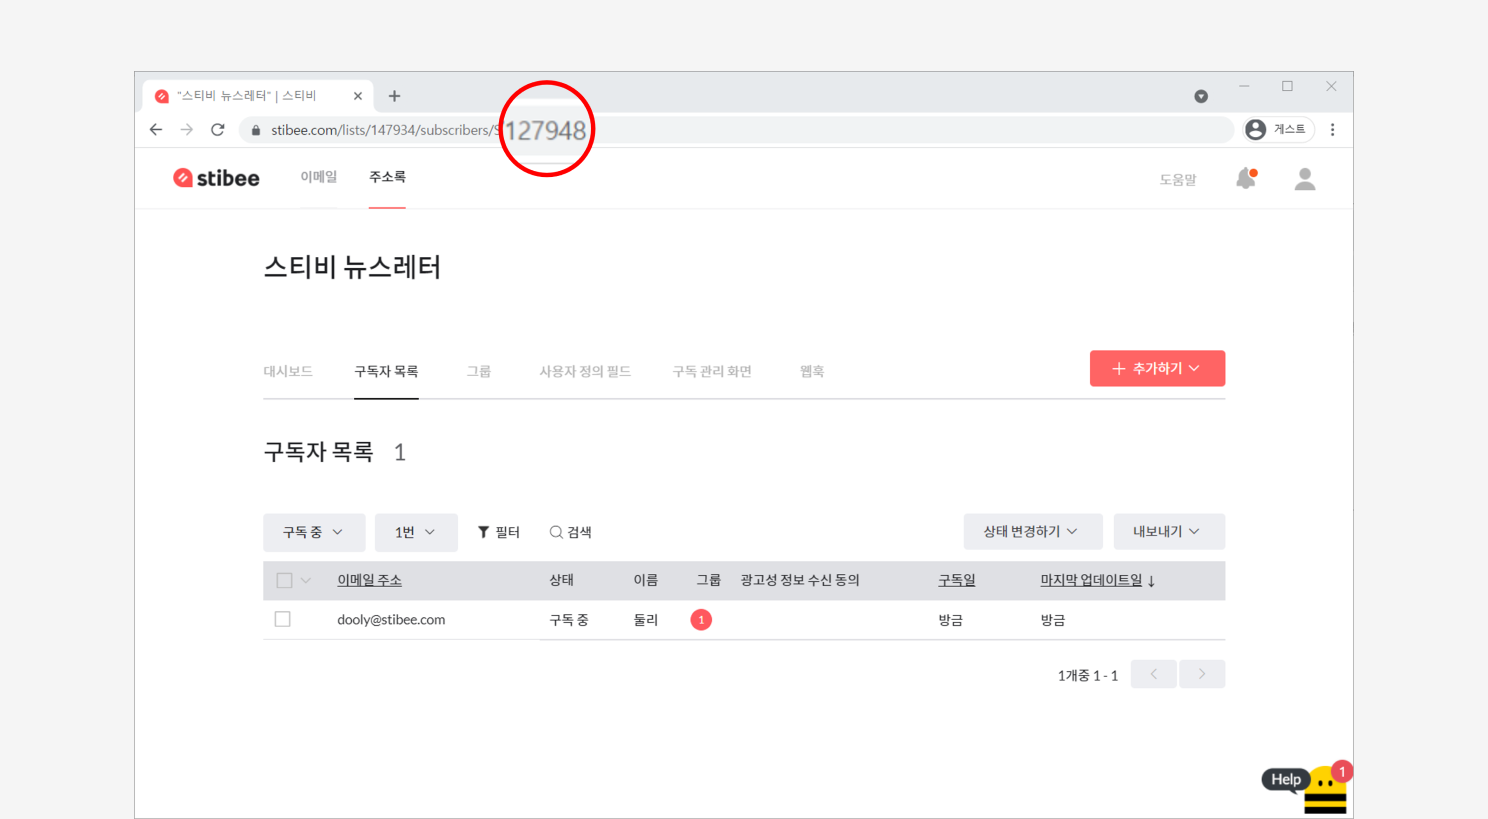 "스티비 뉴스레터" | 스티비
stibee.com/lists/147934/subscribers/S 127948
게스트
stibee 이메일 주소록 도움말
스티비 뉴스레터
대시보드 구독자 목록 그룹 사용자 정의 필드 구독 관리 화면 웹훅 + 추가하기
구독자 목록 1
구독 중 1번 필터 검색 상태 변경하기 내보내기
이메일 주소 상태 이름 그룹 광고성 정보 수신 동의 구독일 마지막 업데이트일 ↓
dooly@stibee.com 구독 중 둘리 1 방금 방금
1개중 1 - 1
Help 1